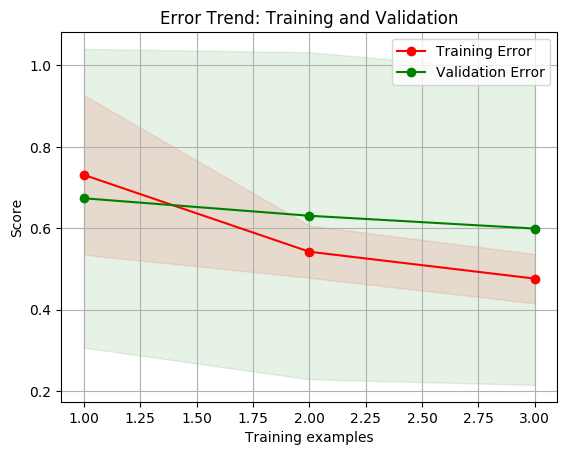 Error Trend: Training and Validation
Training Error
Validation Error
Score
1.0
0.8
0.6
0.4
0.2
1.00 1.25 1.50 1.75 2.00 2.25 2.50 2.75 3.00
Training examples